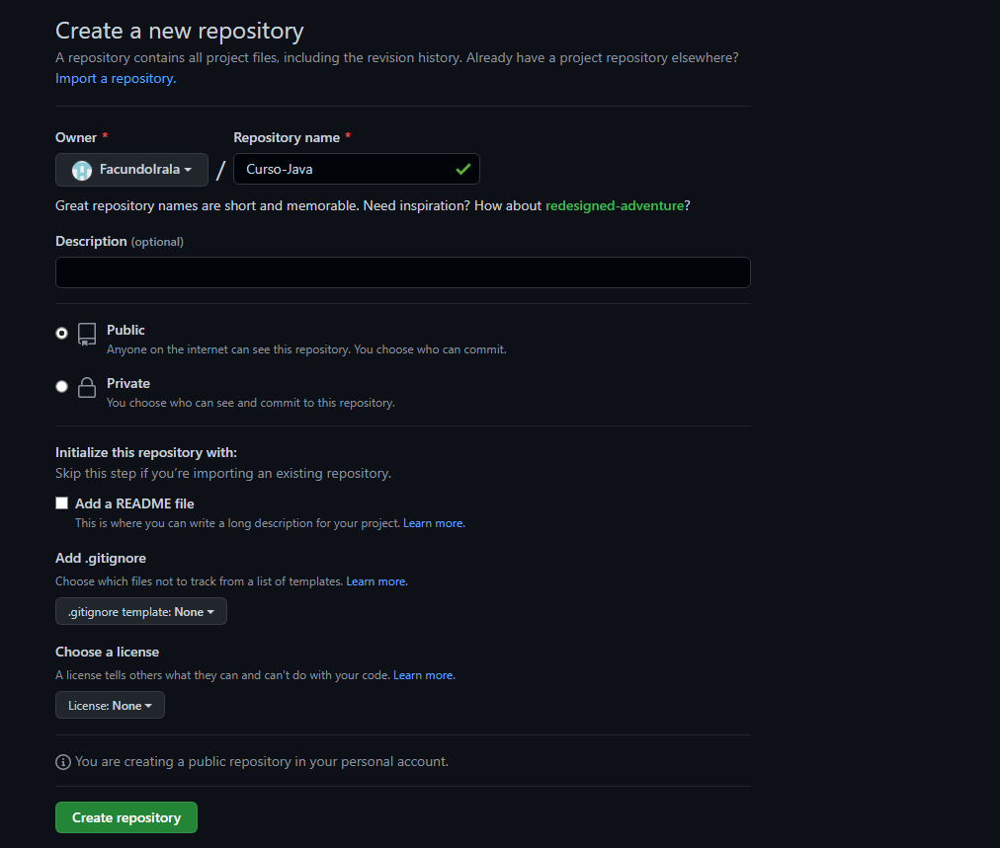 Create a new repository
A repository contains all project files, including the revision history. Already have a project repository elsewhere?
Import a repository.
Owner * Repository name *
FacundoIrala / Curso-Java
Great repository names are short and memorable. Need inspiration? How about redesigned-adventure?
Description (optional)
Public
Anyone on the internet can see this repository. You choose who can commit.
Private
You choose who can see and commit to this repository.
Initialize this repository with:
Skip this step if you’re importing an existing repository.
Add a README file
This is where you can write a long description for your project. Learn more.
Add .gitignore
Choose which files not to track from a list of templates. Learn more.
.gitignore template: None
Choose a license
A license tells others what they can and can't do with your code. Learn more.
License: None
You are creating a public repository in your personal account.
Create repository